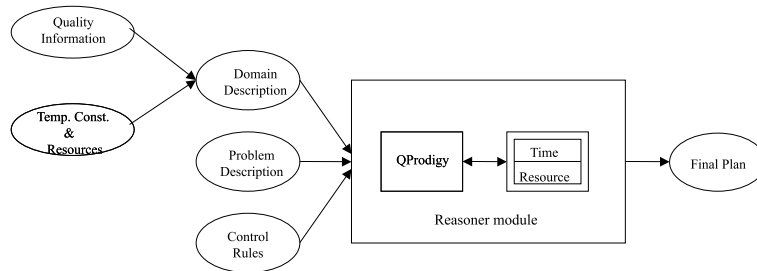 Quality
Information
Temp. Const.
&
Resources
Domain
Description
Problem
Description
Control
Rules
QProdigy
Time
Resource
Reasoner module
Final Plan